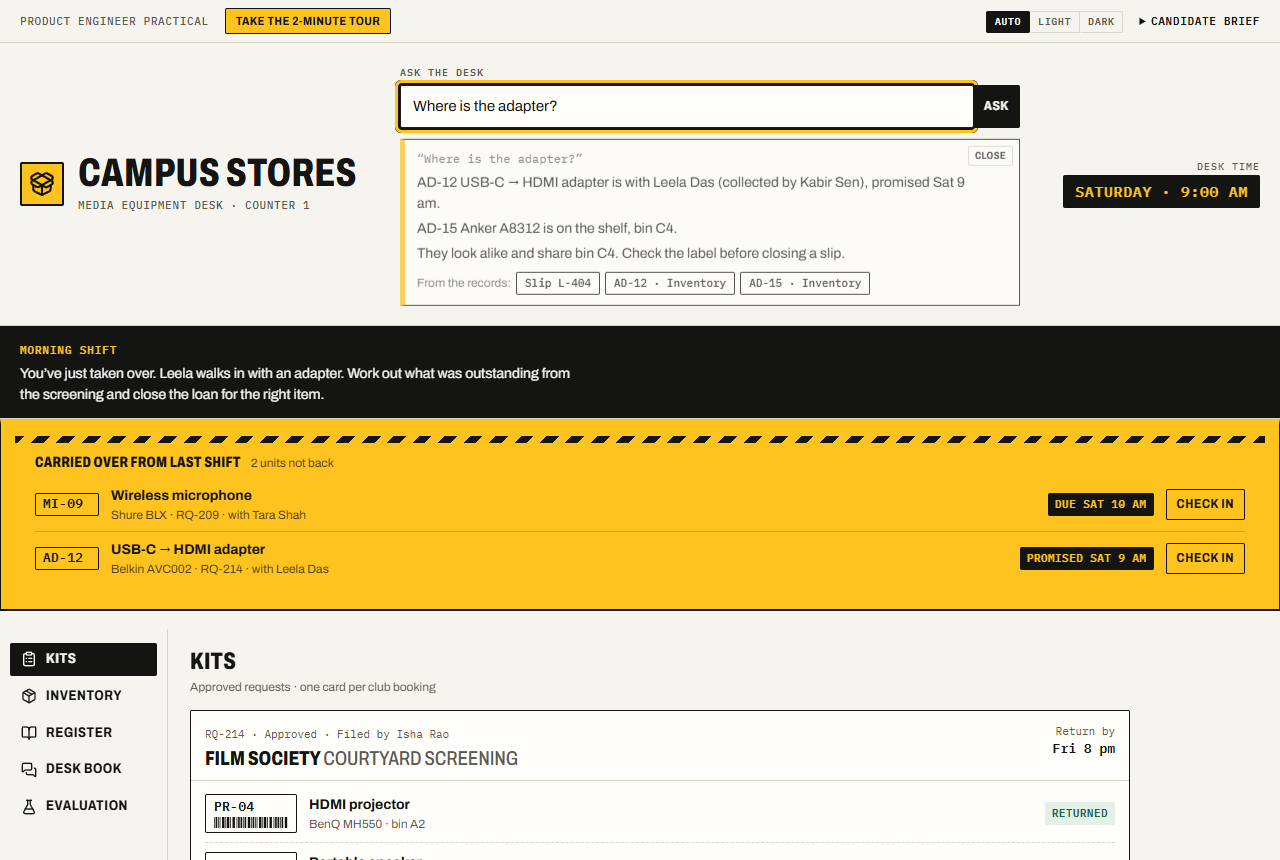 PRODUCT ENGINEER PRACTICAL
TAKE THE 2-MINUTE TOUR
AUTO LIGHT DARK
CANDIDATE BRIEF
ASK THE DESK
Where is the adapter?
ASK
CAMPUS STORES
MEDIA EQUIPMENT DESK · COUNTER 1
“Where is the adapter?”
CLOSE
AD-12 USB-C → HDMI adapter is with Leela Das (collected by Kabir Sen), promised Sat 9
am.
AD-15 Anker A8312 is on the shelf, bin C4.
They look alike and share bin C4. Check the label before closing a slip.
From the records: Slip L-404 AD-12 · Inventory AD-15 · Inventory
DESK TIME
SATURDAY · 9:00 AM
MORNING SHIFT
You’ve just taken over. Leela walks in with an adapter. Work out what was outstanding from
the screening and close the loan for the right item.
CARRIED OVER FROM LAST SHIFT 2 units not back
MI-09
Wireless microphone
Shure BLX · RQ-209 · with Tara Shah
DUE SAT 10 AM
CHECK IN
AD-12
USB-C → HDMI adapter
Belkin AVC002 · RQ-214 · with Leela Das
PROMISED SAT 9 AM
CHECK IN
KITS
INVENTORY
REGISTER
DESK BOOK
EVALUATION
KITS
Approved requests · one card per club booking
RQ-214 · Approved · Filed by Isha Rao
FILM SOCIETY COURTYARD SCREENING
Return by
Fri 8 pm
PR-04
HDMI projector
BenQ MH550 · bin A2
RETURNED